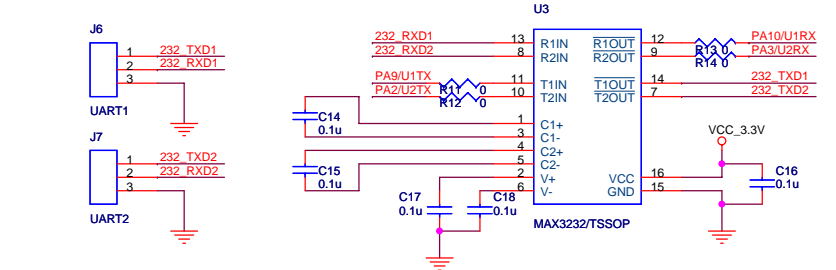 J6
1 232_TXD1
2 232_RXD1
3
UART1
J7
1 232_TXD2
2 232_RXD2
3
UART2
U3
232_RXD1 13 R1IN R1OUT 12 R13 0 PA10/U1RX
232_RXD2 8 R2IN R2OUT 9 R14 0 PA3/U2RX
PA9/U1TX R11 0 11 T1IN T1OUT 14 232_TXD1
PA2/U2TX R12 0 10 T2IN T2OUT 7 232_TXD2
C14
0.1u
1 C1+
3 C1-
4 C2+
C15
0.1u
5 C2-
2 V+
6 V-
VCC 16
GND 15
C17
0.1u
C18
0.1u
MAX3232/TSSOP
VCC_3.3V
C16
0.1u